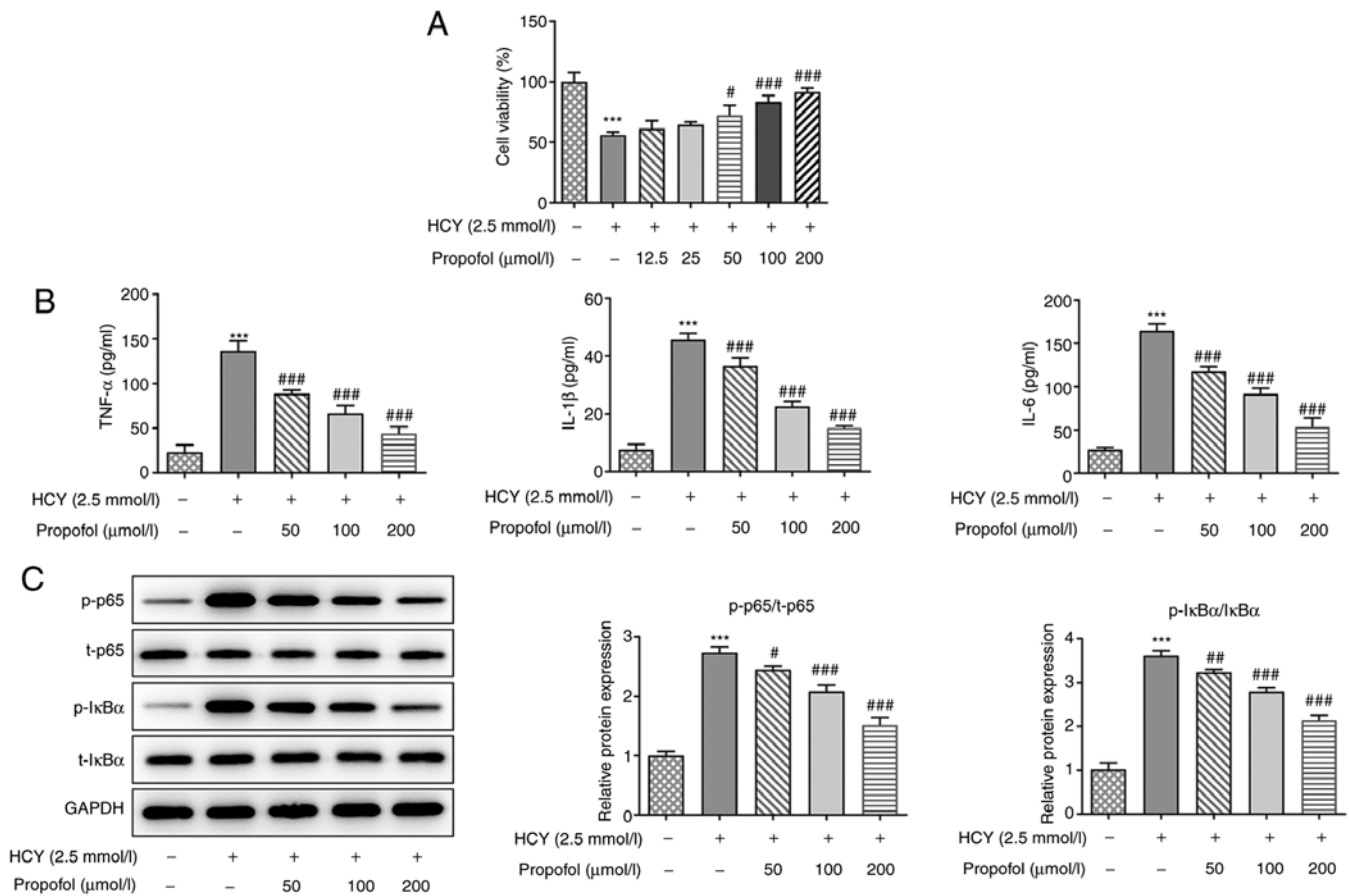 A
Cell viability (%)
150
100
50
0
***
#
###
###
HCY (2.5 mmol/l) – + + + + + +
Propofol (μmol/l) – – 12.5 25 50 100 200
B
TNF-α (pg/ml)
200
150
100
50
0
***
###
###
###
HCY (2.5 mmol/l) – + + + +
Propofol (μmol/l) – – 50 100 200
IL-1β (pg/ml)
60
40
20
0
***
###
###
###
HCY (2.5 mmol/l) – + + + +
Propofol (μmol/l) – – 50 100 200
IL-6 (pg/ml)
200
150
100
50
0
***
###
###
###
HCY (2.5 mmol/l) – + + + +
Propofol (μmol/l) – – 50 100 200
C
p-p65
t-p65
p-IκBα
t-IκBα
GAPDH
HCY (2.5 mmol/l) – + + + +
Propofol (μmol/l) – – 50 100 200
p-p65/t-p65
Relative protein expression
3
2
1
0
***
#
###
###
HCY (2.5 mmol/l) – + + + +
Propofol (μmol/l) – – 50 100 200
p-IκBα/IκBα
Relative protein expression
4
3
2
1
0
***
##
###
###
HCY (2.5 mmol/l) – + + + +
Propofol (μmol/l) – – 50 100 200